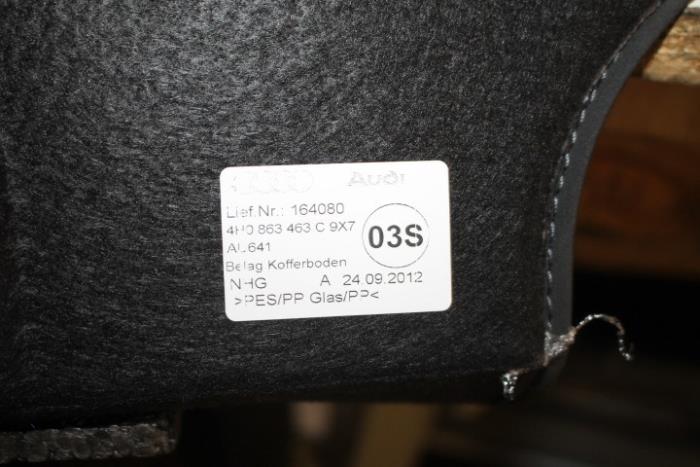 Audi
Lief.Nr.: 164080
4H0 863 463 C 9X7
AU641
03S
Belag Kofferboden
NHG A 24.09.2012
>PES/PP Glas/PP<